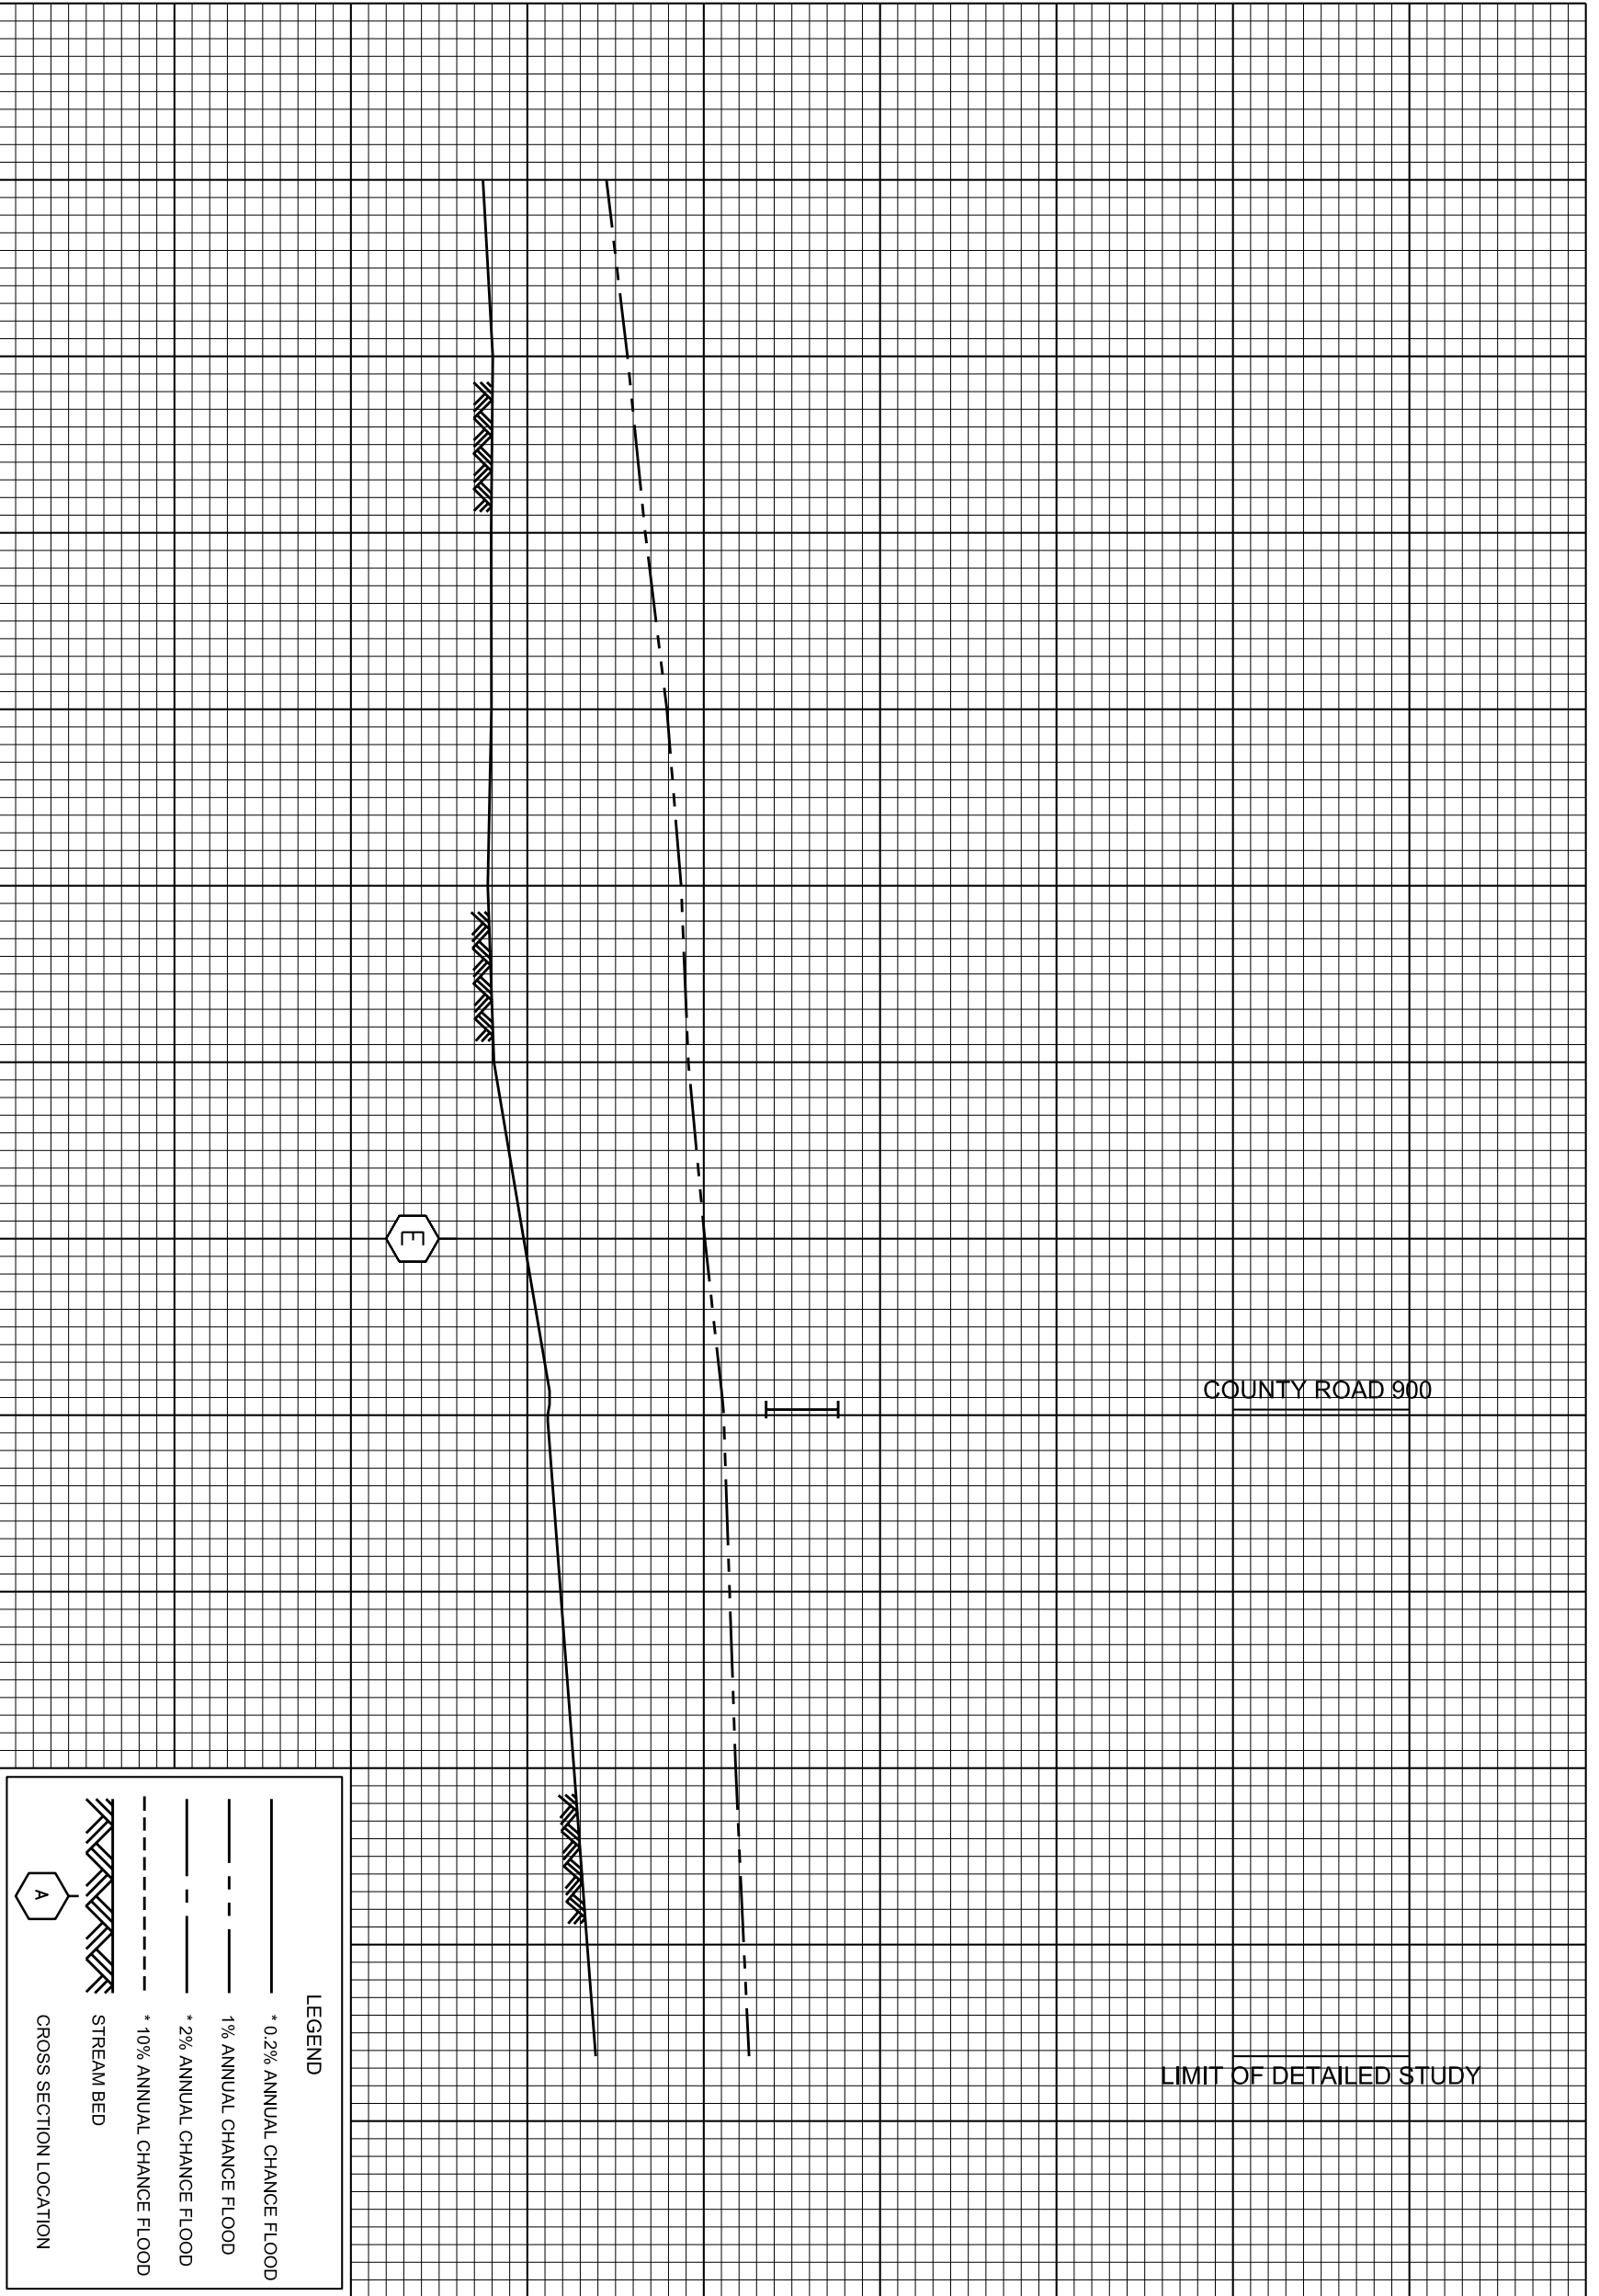 COUNTY ROAD 900
LIMIT OF DETAILED STUDY
E
LEGEND
* 0.2% ANNUAL CHANCE FLOOD
1% ANNUAL CHANCE FLOOD
* 2% ANNUAL CHANCE FLOOD
* 10% ANNUAL CHANCE FLOOD
STREAM BED
A
CROSS SECTION LOCATION